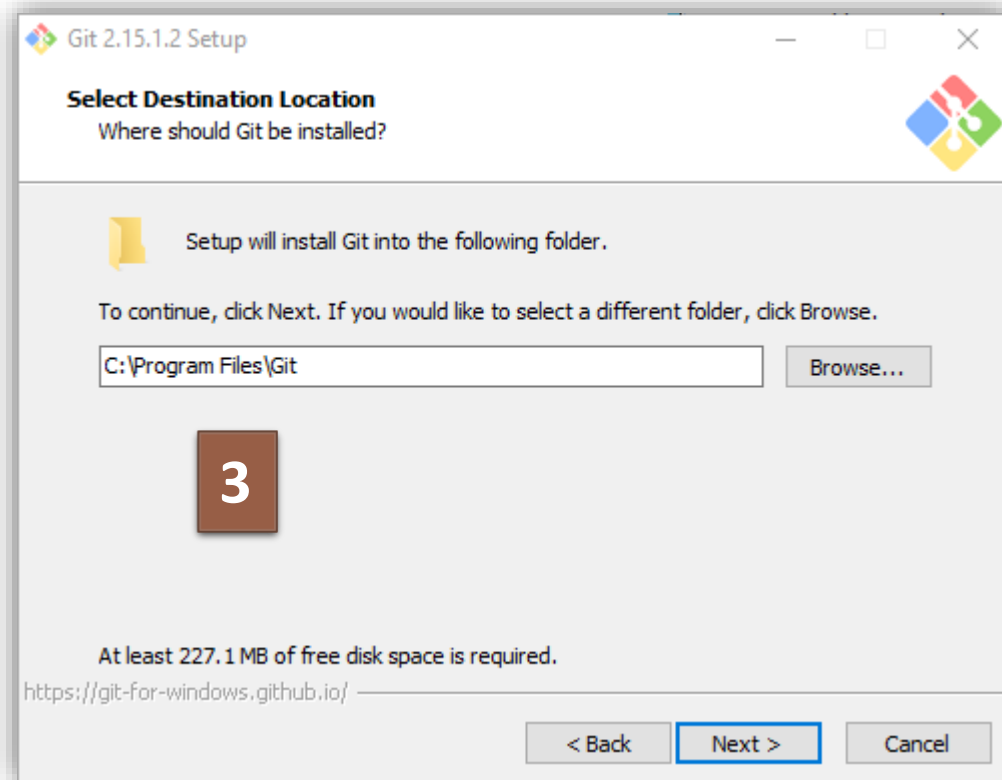 Git 2.15.1.2 Setup
Select Destination Location
Where should Git be installed?
Setup will install Git into the following folder.
To continue, click Next. If you would like to select a different folder, click Browse.
C:\Program Files\Git
Browse...
3
At least 227.1 MB of free disk space is required.
https://git-for-windows.github.io/
< Back
Next >
Cancel